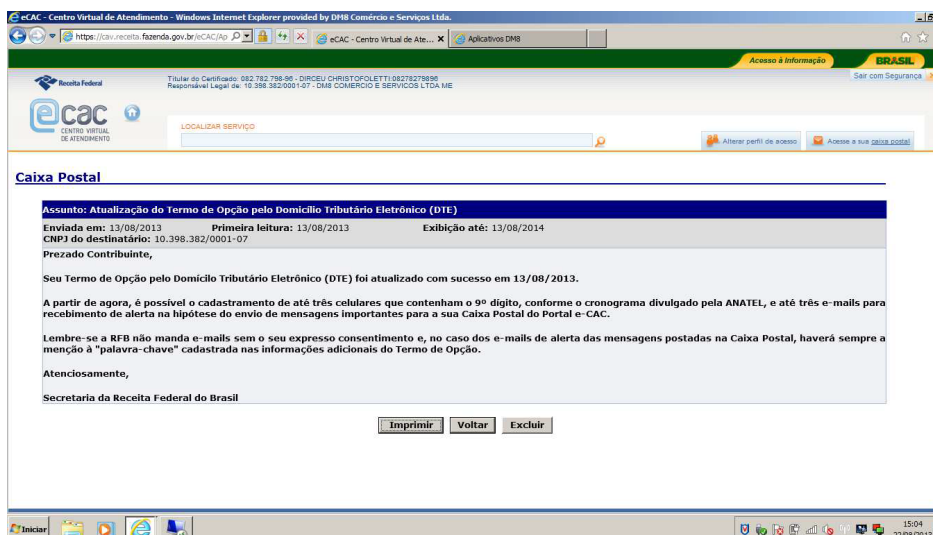 eCAC - Centro Virtual de Atendimento - Windows Internet Explorer provided by DM8 Comércio e Serviços Ltda.
https://cav.receita.fazenda.gov.br/eCAC/Ap
eCAC - Centro Virtual de Ate... X
Aplicativos DM8
Acesso à Informação
BRASIL
Receita Federal
Titular do Certificado: 082.782.798-96 - DIRCEU CHRISTOFOLETTI:08278279896
Responsável Legal de: 10.398.382/0001-07 - DM8 COMERCIO E SERVICOS LTDA ME
Sair com Segurança
ecac
CENTRO VIRTUAL
DE ATENDIMENTO
LOCALIZAR SERVIÇO
Alterar perfil de acesso
Acesse a sua caixa postal
Caixa Postal
Assunto: Atualização do Termo de Opção pelo Domicílio Tributário Eletrônico (DTE)
Enviada em: 13/08/2013 Primeira leitura: 13/08/2013 Exibição até: 13/08/2014
CNPJ do destinatário: 10.398.382/0001-07
Prezado Contribuinte,
Seu Termo de Opção pelo Domícilo Tributário Eletrônico (DTE) foi atualizado com sucesso em 13/08/2013.
A partir de agora, é possível o cadastramento de até três celulares que contenham o 9º dígito, conforme o cronograma divulgado pela ANATEL, e até três e-mails para
recebimento de alerta na hipótese do envio de mensagens importantes para a sua Caixa Postal do Portal e-CAC.
Lembre-se a RFB não manda e-mails sem o seu expresso consentimento e, no caso dos e-mails de alerta das mensagens postadas na Caixa Postal, haverá sempre a
menção à "palavra-chave" cadastrada nas informações adicionais do Termo de Opção.
Atenciosamente,
Secretaria da Receita Federal do Brasil
Imprimir Voltar Excluir
Iniciar
15:04